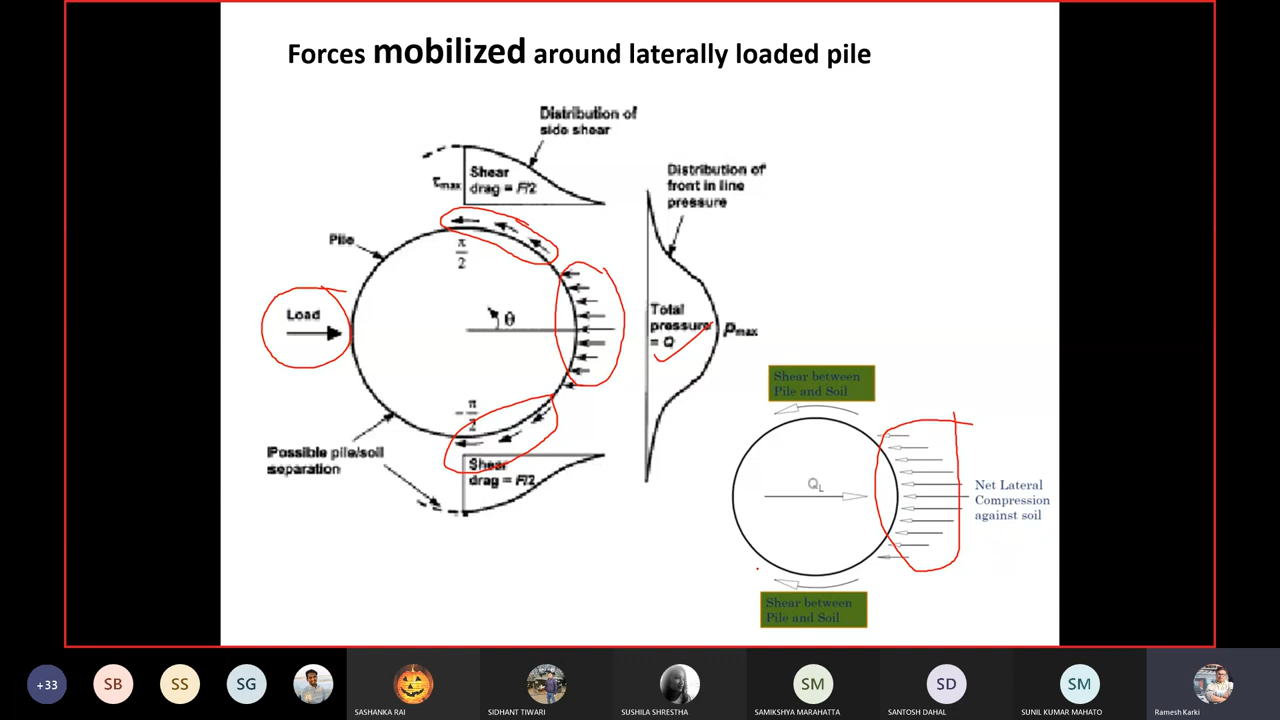 Forces mobilized around laterally loaded pile
Distribution of
side shear
Shear
drag = F/2
τmax
Distribution of
front in line
pressure
Pile
π
2
Load
θ
Total
pressure
= Q
Pmax
- π
2
Possible pile/soil
separation
Shear
drag = F/2
Shear between
Pile and Soil
QL
Net Lateral
Compression
against soil
Shear between
Pile and Soil
+33
SB
SS
SG
SASHANKA RAI
SIDHANT TIWARI
SUSHILA SHRESTHA
SM
SAMIKSHYA MARAHATTA
SD
SANTOSH DAHAL
SM
SUNIL KUMAR MAHATO
Ramesh Karki